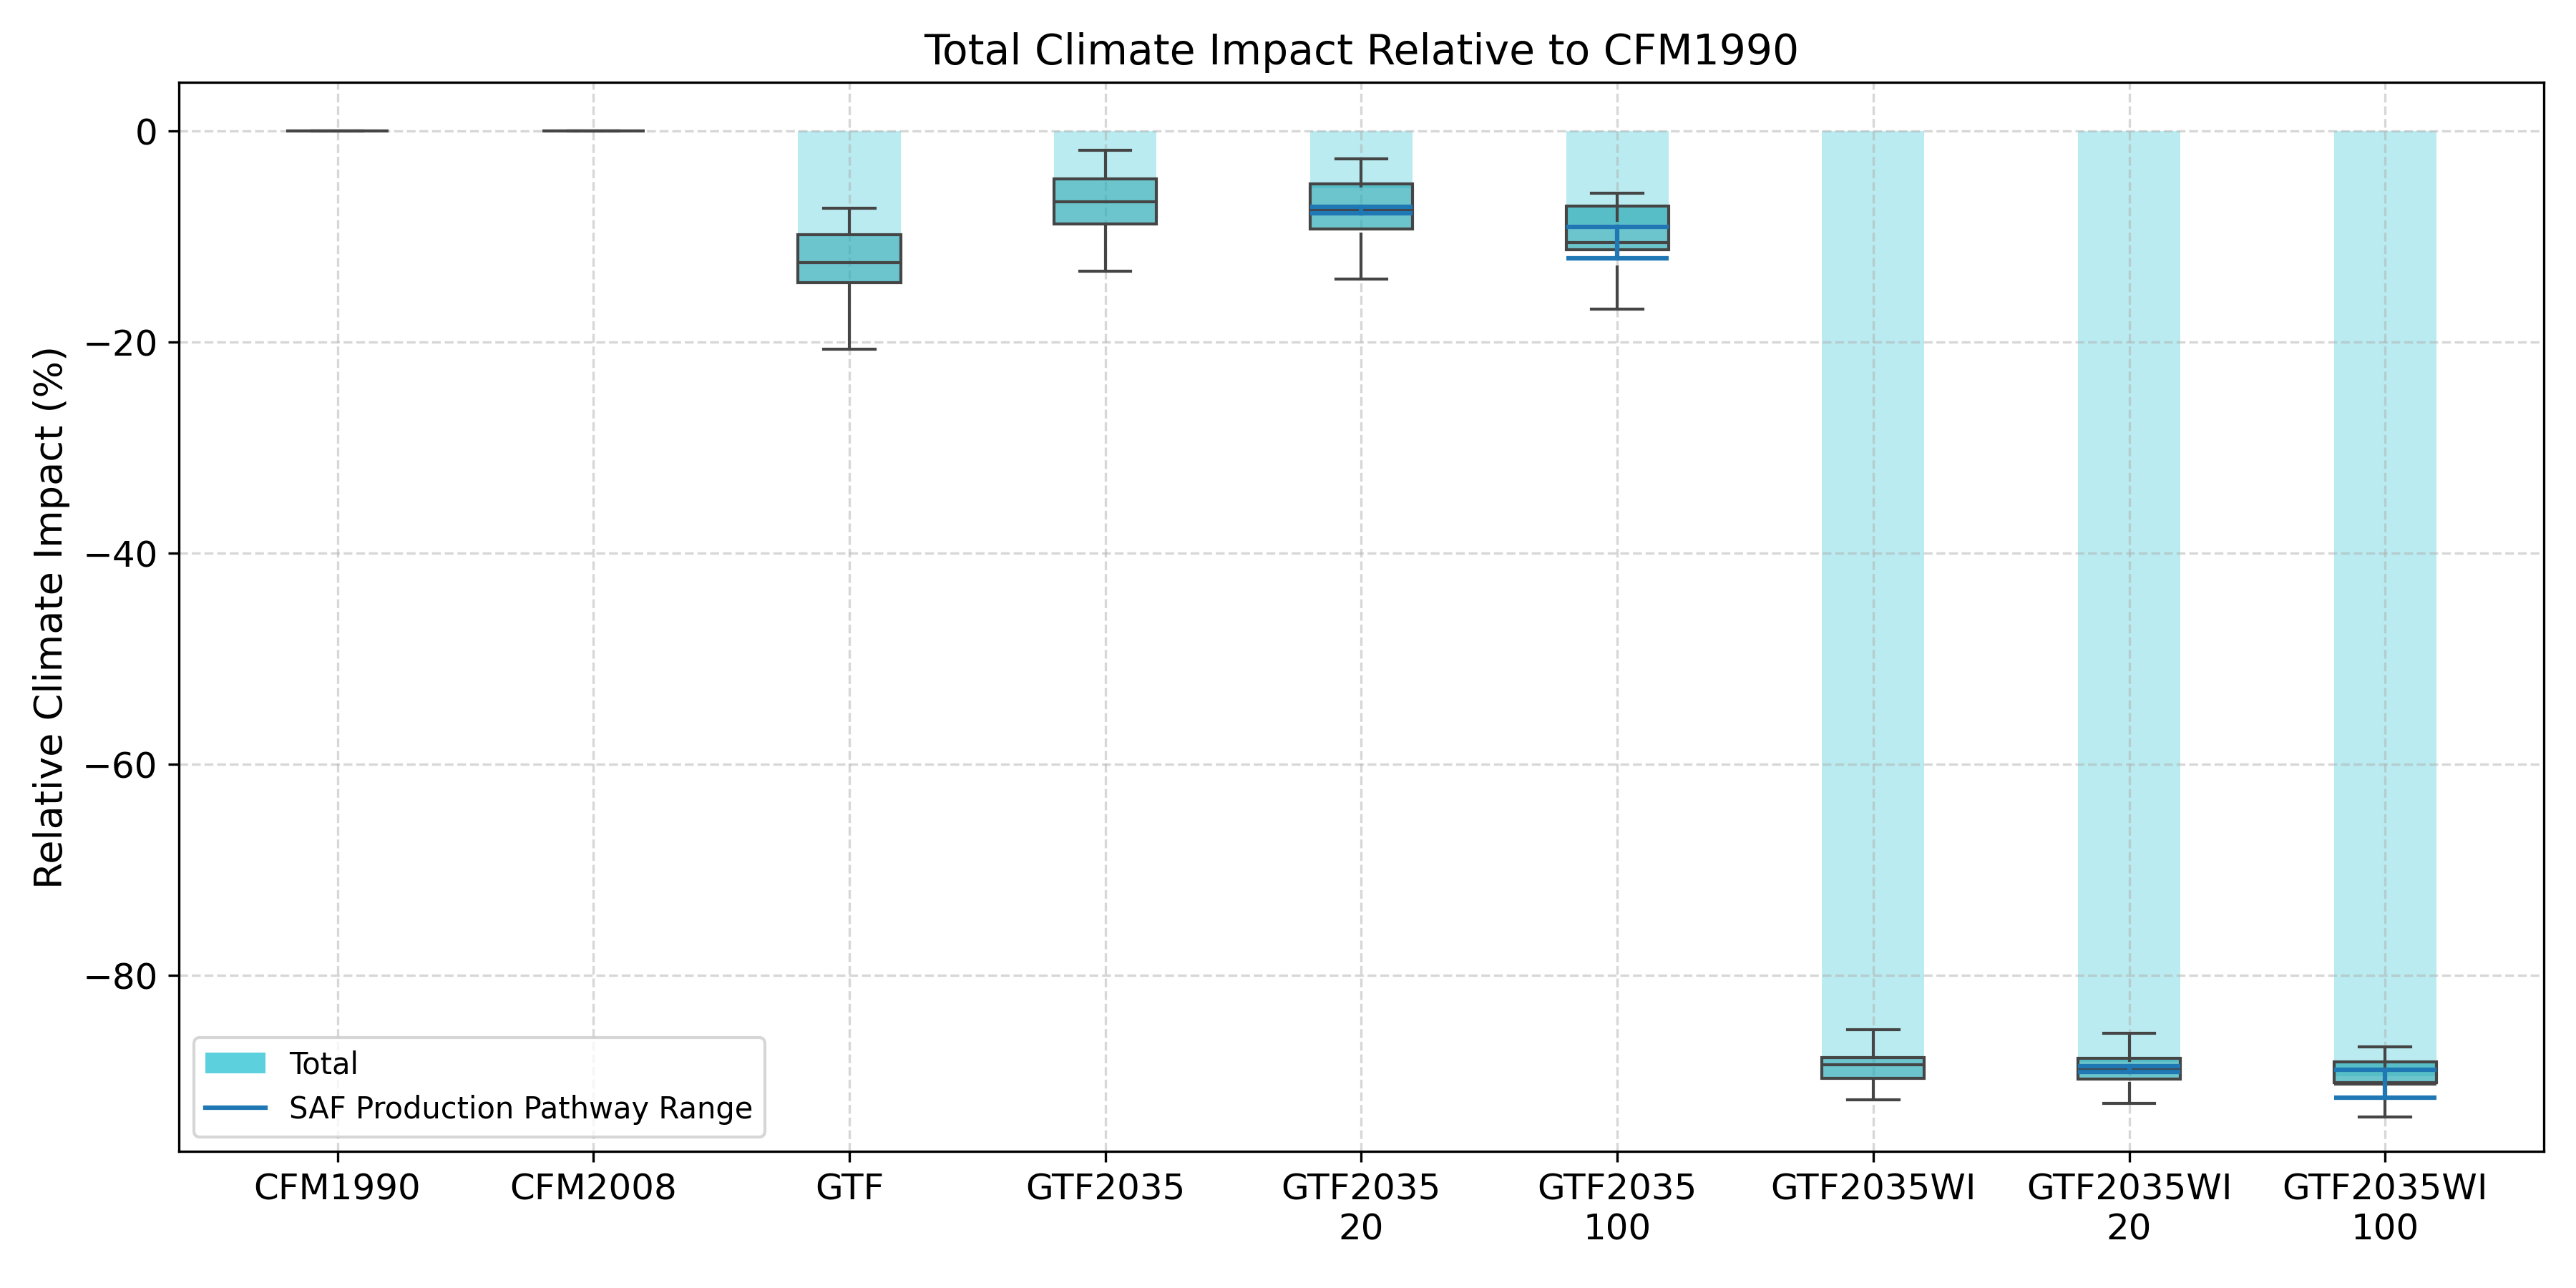 Total Climate Impact Relative to CFM1990
Relative Climate Impact (%)
0
−20
−40
−60
−80
Total
SAF Production Pathway Range
CFM1990
CFM2008
GTF
GTF2035
GTF2035
20
GTF2035
100
GTF2035WI
GTF2035WI
20
GTF2035WI
100